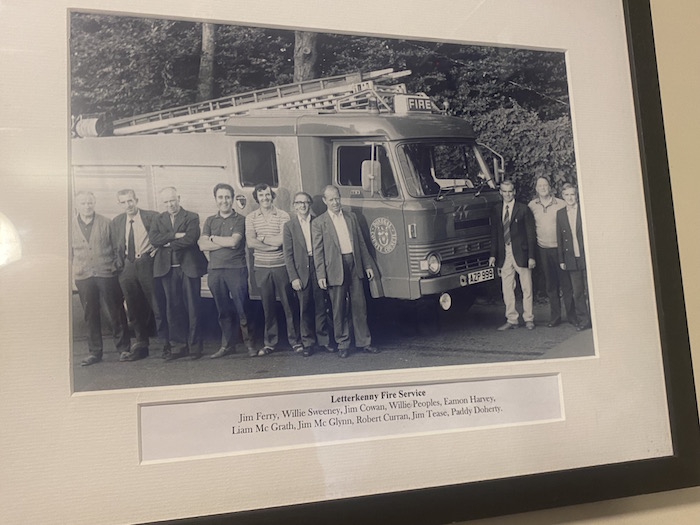 FIRE
AZP 999
Letterkenny Fire Service
Jim Ferry, Willie Sweeney, Jim Cowan, Willie Peoples, Eamon Harvey,
Liam Mc Grath, Jim Mc Glynn, Robert Curran, Jim Tease, Paddy Doherty.